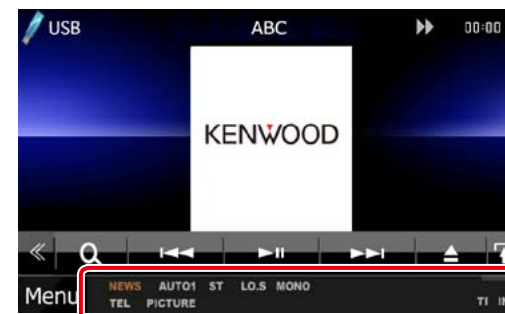 USB ABC 00:00
KENWOOD
Menu
NEWS AUTO1 ST LO.S MONO
TEL PICTURE TI